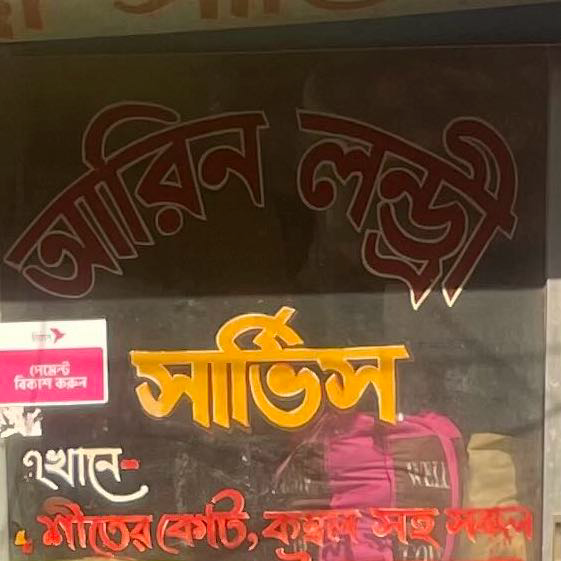 আরিন লন্ড্রী
সার্ভিস
বিকাশ
পেমেন্ট
বিকাশ করুন
এখানে-
শীতের কোট, কম্বল সহ সকল